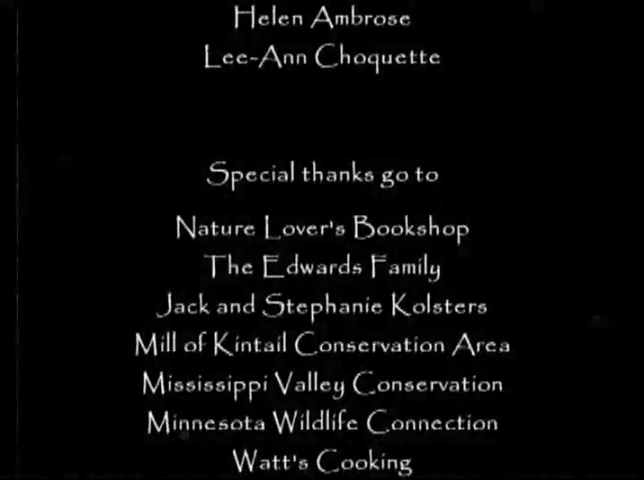 Helen Ambrose
Lee-Ann Choquette
Special thanks go to
Nature Lover's Bookshop
The Edwards Family
Jack and Stephanie Kolsters
Mill of Kintail Conservation Area
Mississippi Valley Conservation
Minnesota Wildlife Connection
Watt's Cooking